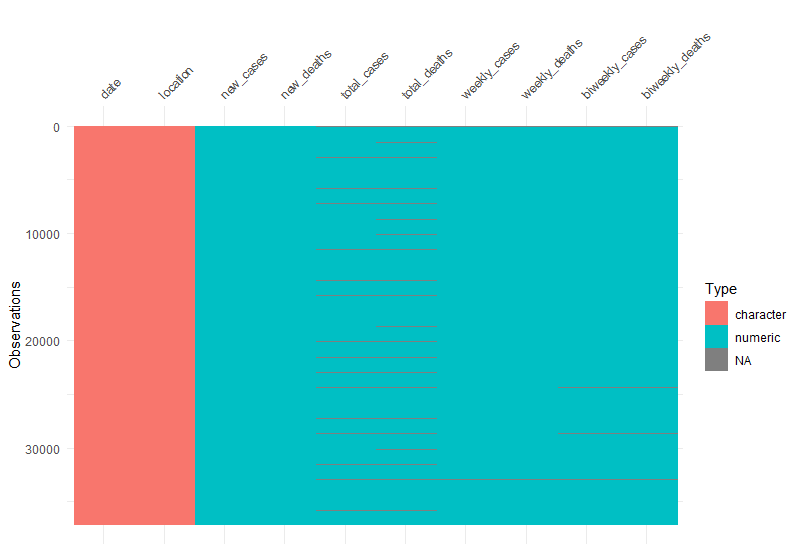 date
location
new_cases
new_deaths
total_cases
total_deaths
weekly_cases
weekly_deaths
biweekly_cases
biweekly_deaths
0
10000
20000
30000
Observations
Type
character
numeric
NA